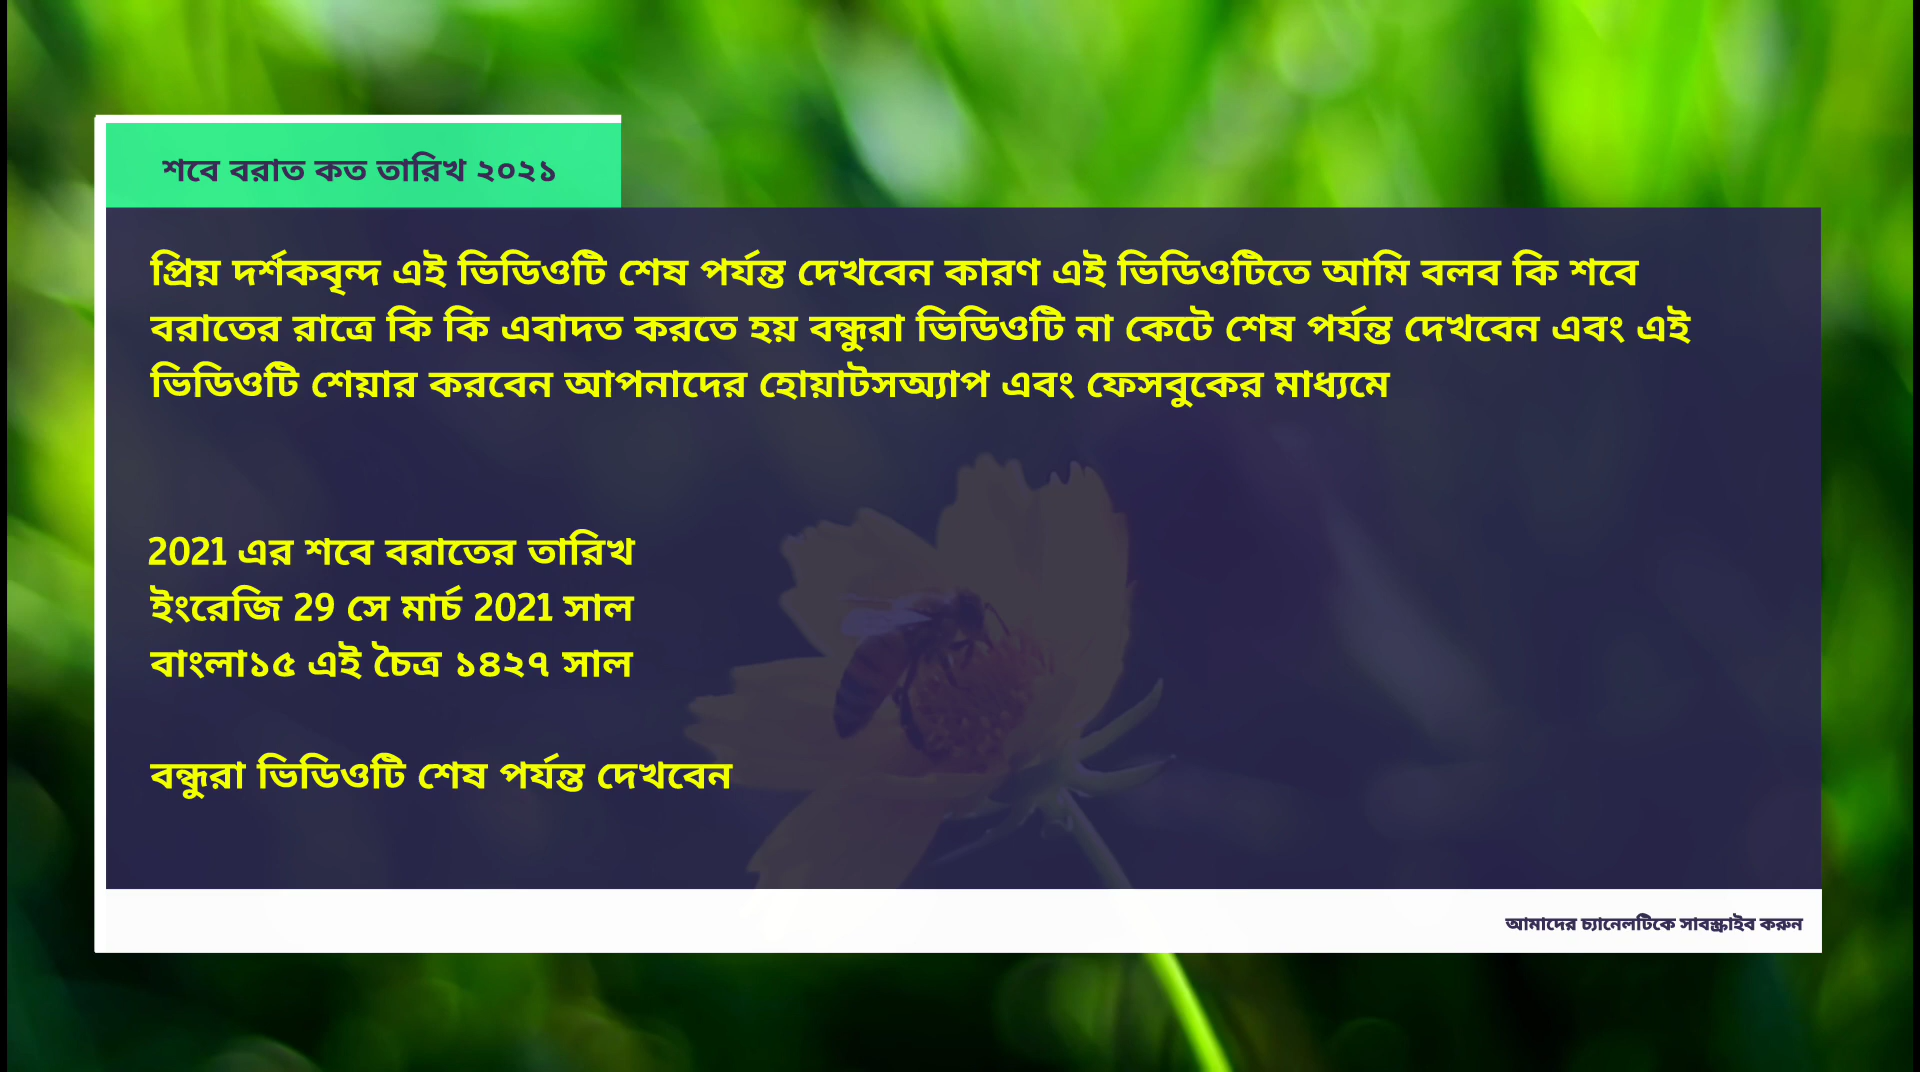 শবে বরাত কত তারিখ ২০২১
প্রিয় দর্শকবৃন্দ এই ভিডিওটি শেষ পর্যন্ত দেখবেন কারণ এই ভিডিওটিতে আমি বলব কি শবে
বরাতের রাত্রে কি কি এবাদত করতে হয় বন্ধুরা ভিডিওটি না কেটে শেষ পর্যন্ত দেখবেন এবং এই
ভিডিওটি শেয়ার করবেন আপনাদের হোয়াটসঅ্যাপ এবং ফেসবুকের মাধ্যমে
2021 এর শবে বরাতের তারিখ
ইংরেজি 29 সে মার্চ 2021 সাল
বাংলা১৫ এই চৈত্র ১৪২৭ সাল
বন্ধুরা ভিডিওটি শেষ পর্যন্ত দেখবেন
আমাদের চ্যানেলটিকে সাবস্ক্রাইব করুন